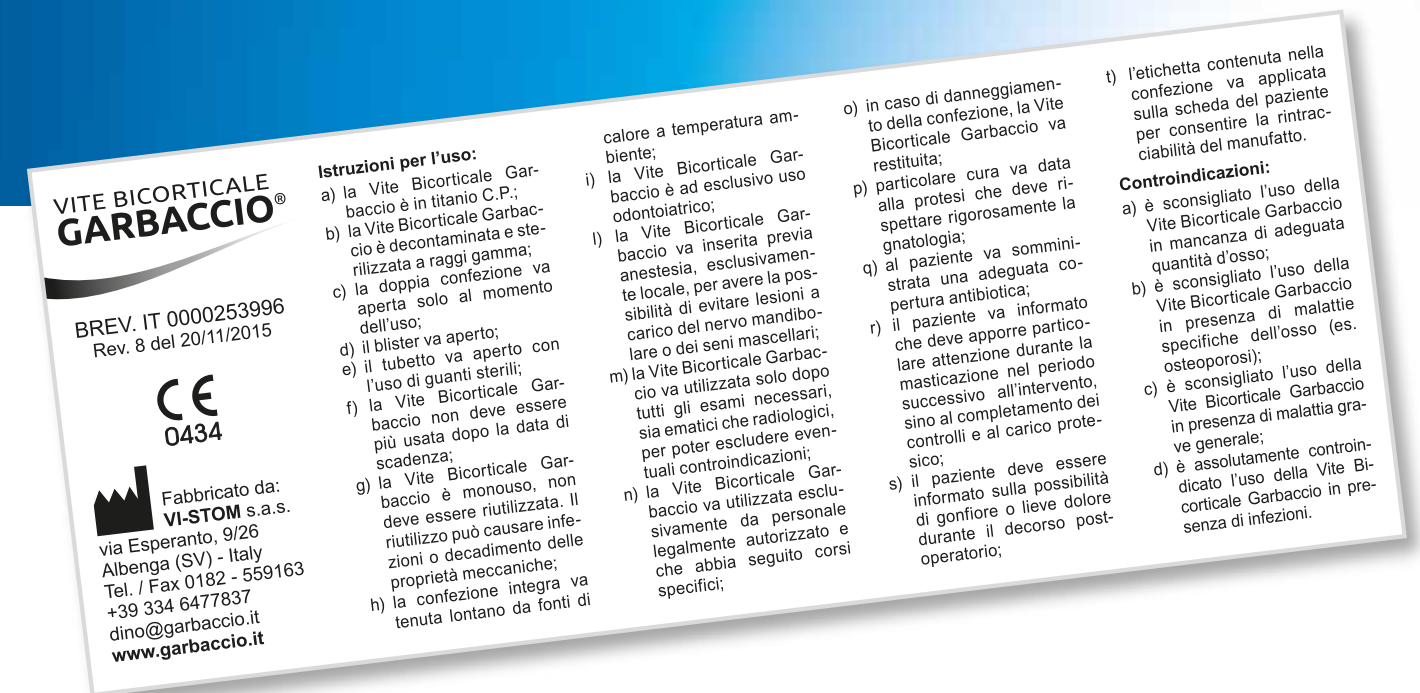 VITE BICORTICALE
GARBACCIO®
BREV. IT 0000253996
Rev. 8 del 20/11/2015
CE
0434
Fabbricato da:
VI-STOM s.a.s.
via Esperanto, 9/26
Albenga (SV) - Italy
Tel. / Fax 0182 - 559163
+39 334 6477837
dino@garbaccio.it
www.garbaccio.it
Istruzioni per l'uso:
a) la Vite Bicorticale Gar-
baccio è in titanio C.P.;
b) la Vite Bicorticale Garbac-
cio è decontaminata e ste-
rilizzata a raggi gamma;
c) la doppia confezione va
aperta solo al momento
dell'uso;
d) il blister va aperto;
e) il tubetto va aperto con
l'uso di guanti sterili;
f) la Vite Bicorticale Gar-
baccio non deve essere
più usata dopo la data di
scadenza;
g) la Vite Bicorticale Gar-
baccio è monouso, non
deve essere riutilizzata. Il
riutilizzo può causare infe-
zioni o decadimento delle
proprietà meccaniche;
h) la confezione integra va
tenuta lontano da fonti di
calore a temperatura am-
biente;
i) la Vite Bicorticale Gar-
baccio è ad esclusivo uso
odontoiatrico;
l) la Vite Bicorticale Gar-
baccio va inserita previa
anestesia, esclusivamen-
te locale, per avere la pos-
sibilità di evitare lesioni a
carico del nervo mandibo-
lare o dei seni mascellari;
m) la Vite Bicorticale Garbac-
cio va utilizzata solo dopo
tutti gli esami necessari,
sia ematici che radiologici,
per poter escludere even-
tuali controindicazioni;
n) la Vite Bicorticale Gar-
baccio va utilizzata esclu-
sivamente da personale
legalmente autorizzato e
che abbia seguito corsi
specifici;
o) in caso di danneggiamen-
to della confezione, la Vite
Bicorticale Garbaccio va
restituita;
p) particolare cura va data
alla protesi che deve ri-
spettare rigorosamente la
gnatologia;
q) al paziente va sommini-
strata una adeguata co-
pertura antibiotica;
r) il paziente va informato
che deve apporre partico-
lare attenzione durante la
masticazione nel periodo
successivo all'intervento,
sino al completamento dei
controlli e al carico prote-
sico;
s) il paziente deve essere
informato sulla possibilità
di gonfiore o lieve dolore
durante il decorso post-
operatorio;
t) l'etichetta contenuta nella
confezione va applicata
sulla scheda del paziente
per consentire la rintrac-
ciabilità del manufatto.
Controindicazioni:
a) è sconsigliato l'uso della
Vite Bicorticale Garbaccio
in mancanza di adeguata
quantità d'osso;
b) è sconsigliato l'uso della
Vite Bicorticale Garbaccio
in presenza di malattie
specifiche dell'osso (es.
osteoporosi);
c) è sconsigliato l'uso della
Vite Bicorticale Garbaccio
in presenza di malattia gra-
ve generale;
d) è assolutamente controin-
dicato l'uso della Vite Bi-
corticale Garbaccio in pre-
senza di infezioni.